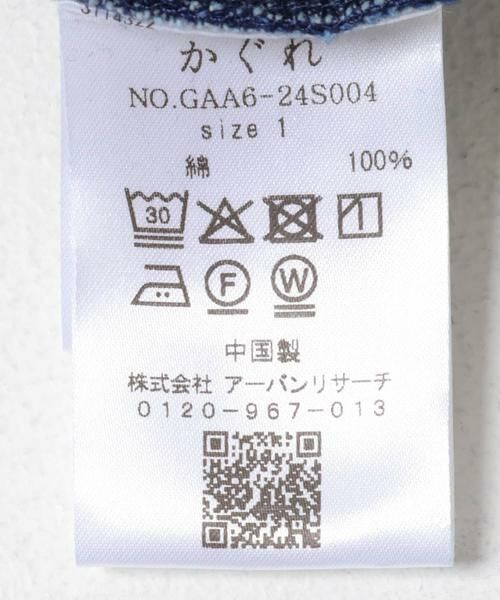 かぐれ
NO.GAA6-24S004
size 1
綿 100%
30
F W
中国製
株式会社 アーバンリサーチ
0120-967-013